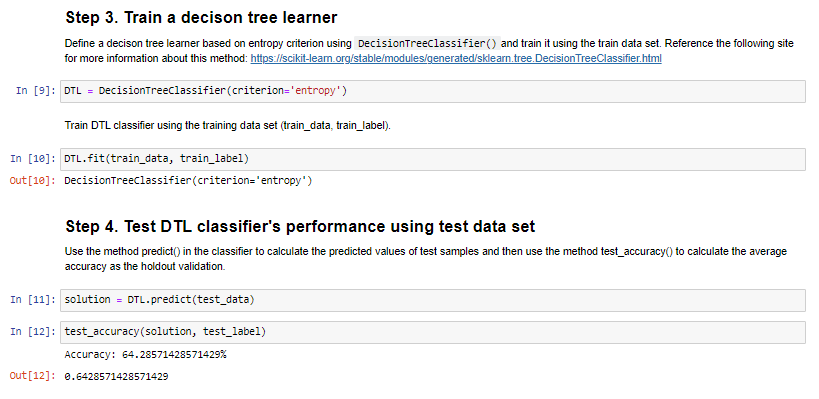 Step 3. Train a decison tree learner
Define a decison tree learner based on entropy criterion using DecisionTreeClassifier() and train it using the train data set. Reference the following site
for more information about this method: https://scikit-learn.org/stable/modules/generated/sklearn.tree.DecisionTreeClassifier.html
In [9]: DTL = DecisionTreeClassifier(criterion='entropy')
Train DTL classifier using the training data set (train_data, train_label).
In [10]: DTL.fit(train_data, train_label)
Out[10]: DecisionTreeClassifier(criterion='entropy')
Step 4. Test DTL classifier's performance using test data set
Use the method predict() in the classifier to calculate the predicted values of test samples and then use the method test_accuracy() to calculate the average
accuracy as the holdout validation.
In [11]: solution = DTL.predict(test_data)
In [12]: test_accuracy(solution, test_label)
Accuracy: 64.28571428571429%
Out[12]: 0.6428571428571429